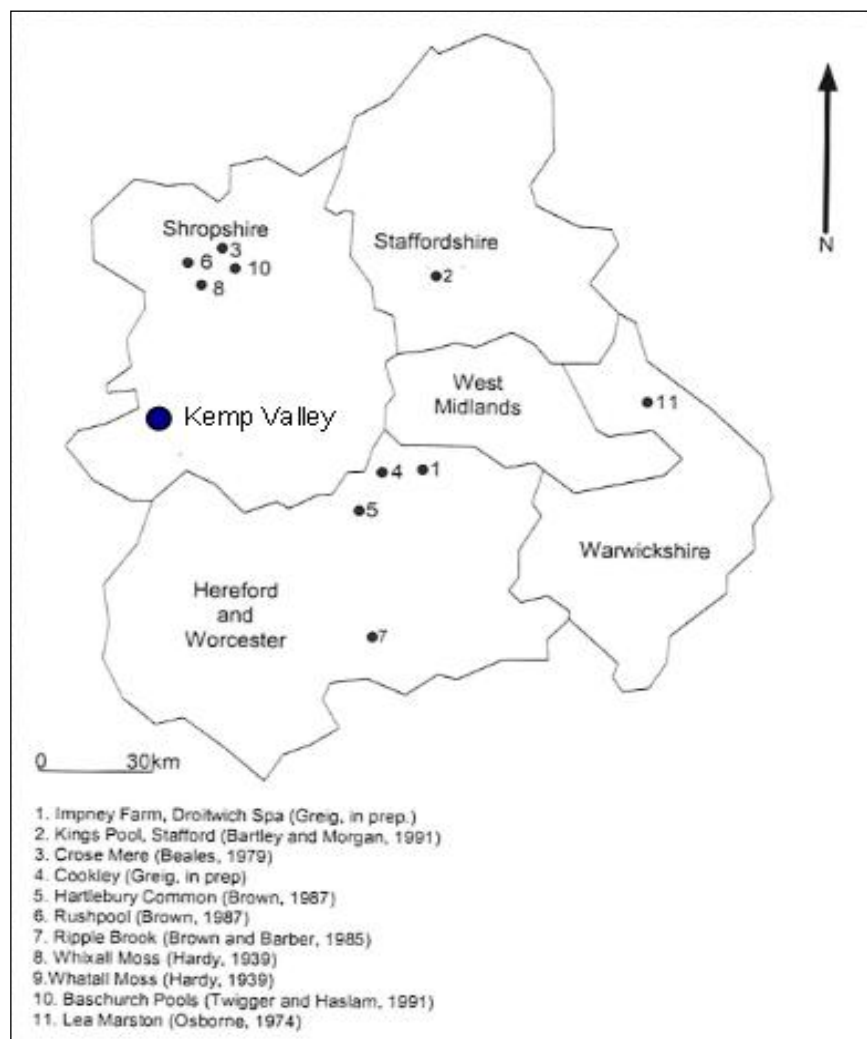 Shropshire
3
6
10
8
Staffordshire
2
N
West
Midlands
11
Kemp Valley
4
1
5
Warwickshire
Hereford
and
Worcester
7
0 30km
1. Impney Farm, Droitwich Spa (Greig, in prep.)
2. Kings Pool, Stafford (Bartley and Morgan, 1991)
3. Crose Mere (Beales, 1979)
4. Cookley (Greig, in prep)
5. Hartlebury Common (Brown, 1987)
6. Rushpool (Brown, 1987)
7. Ripple Brook (Brown and Barber, 1985)
8. Whixall Moss (Hardy, 1939)
9.Whatall Moss (Hardy, 1939)
10. Baschurch Pools (Twigger and Haslam, 1991)
11. Lea Marston (Osborne, 1974)